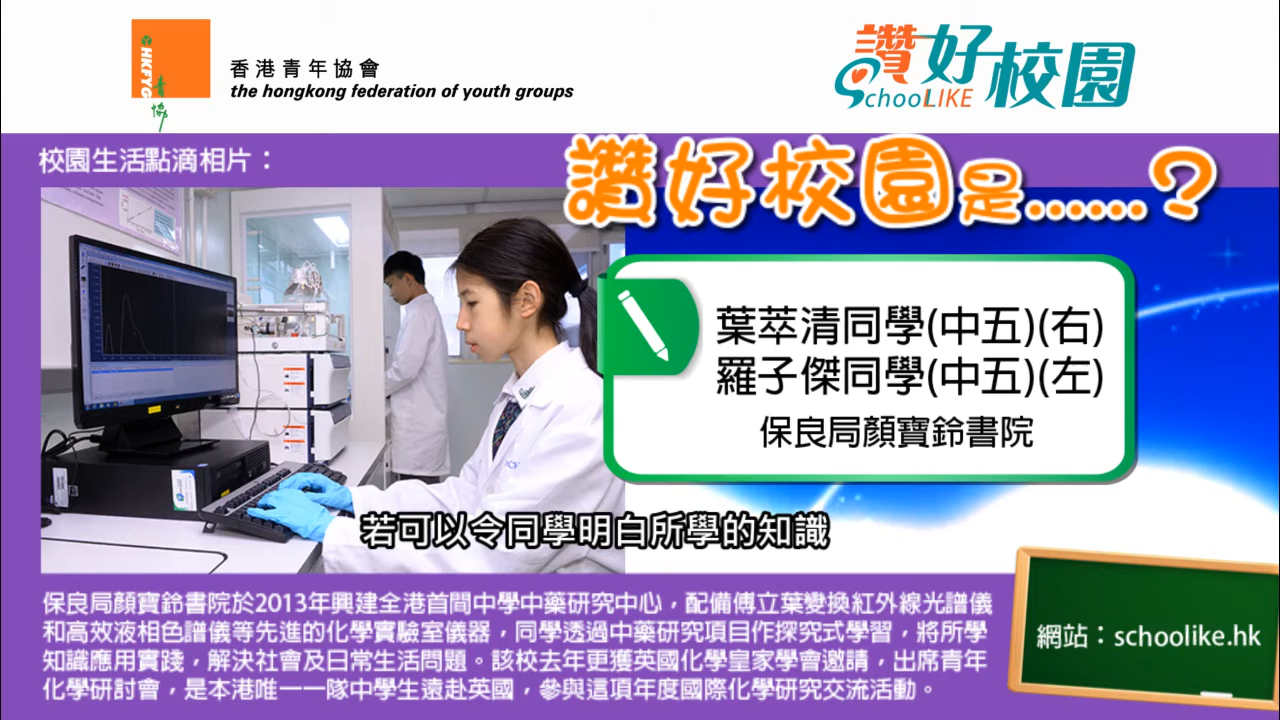 HKFYG
青協
香港青年協會
the hongkong federation of youth groups
讚好校園
SchooLIKE
校園生活點滴相片：
讚好校園是......？
葉萃清同學(中五)(右)
羅子傑同學(中五)(左)
保良局顏寶鈴書院
若可以令同學明白所學的知識
保良局顏寶鈴書院於2013年興建全港首間中學中藥研究中心，配備傅立葉變換紅外線光譜儀
和高效液相色譜儀等先進的化學實驗室儀器，同學透過中藥研究項目作探究式學習，將所學
知識應用實踐，解決社會及日常生活問題。該校去年更獲英國化學皇家學會邀請，出席青年
化學研討會，是本港唯一一隊中學生遠赴英國，參與這項年度國際化學研究交流活動。
網站：schoolike.hk